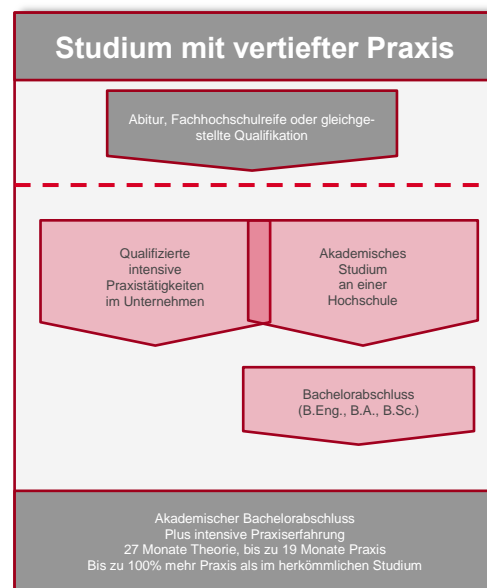 Studium mit vertiefter Praxis
Abitur, Fachhochschulreife oder gleichge-
stellte Qualifikation
Qualifizierte
intensive
Praxistätigkeiten
im Unternehmen
Akademisches
Studium
an einer
Hochschule
Bachelorabschluss
(B.Eng., B.A., B.Sc.)
Akademischer Bachelorabschluss
Plus intensive Praxiserfahrung
27 Monate Theorie, bis zu 19 Monate Praxis
Bis zu 100% mehr Praxis als im herkömmlichen Studium